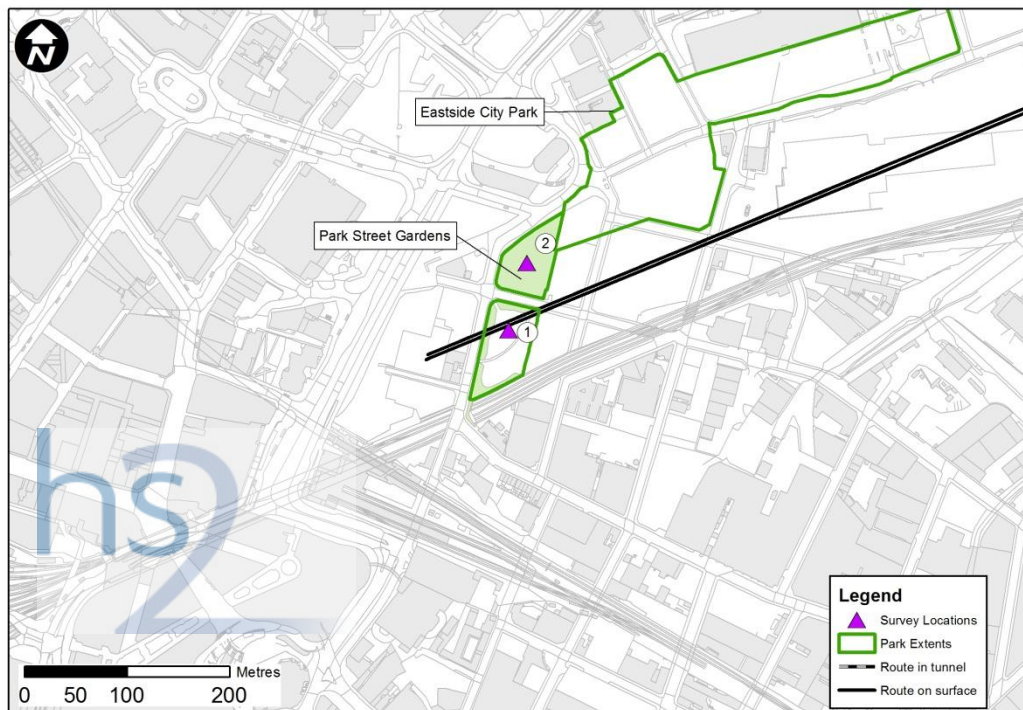 N
Eastside City Park
Park Street Gardens
2
1
hs2
Metres
0 50 100 200
Legend
Survey Locations
Park Extents
Route in tunnel
Route on surface